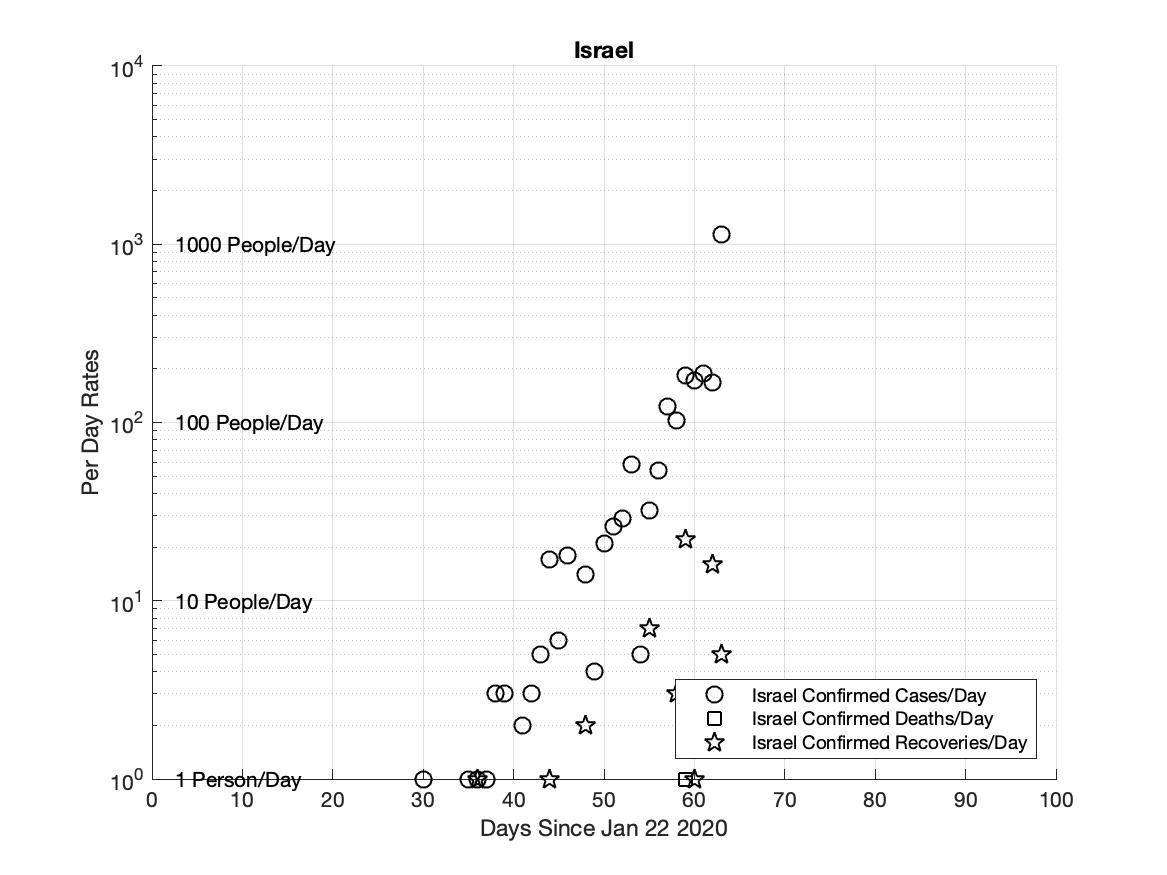 Israel
10^4
10^3
1000 People/Day
10^2
100 People/Day
10^1
10 People/Day
10^0
1 Person/Day
Per Day Rates
Israel Confirmed Cases/Day
Israel Confirmed Deaths/Day
Israel Confirmed Recoveries/Day
0 10 20 30 40 50 60 70 80 90 100
Days Since Jan 22 2020